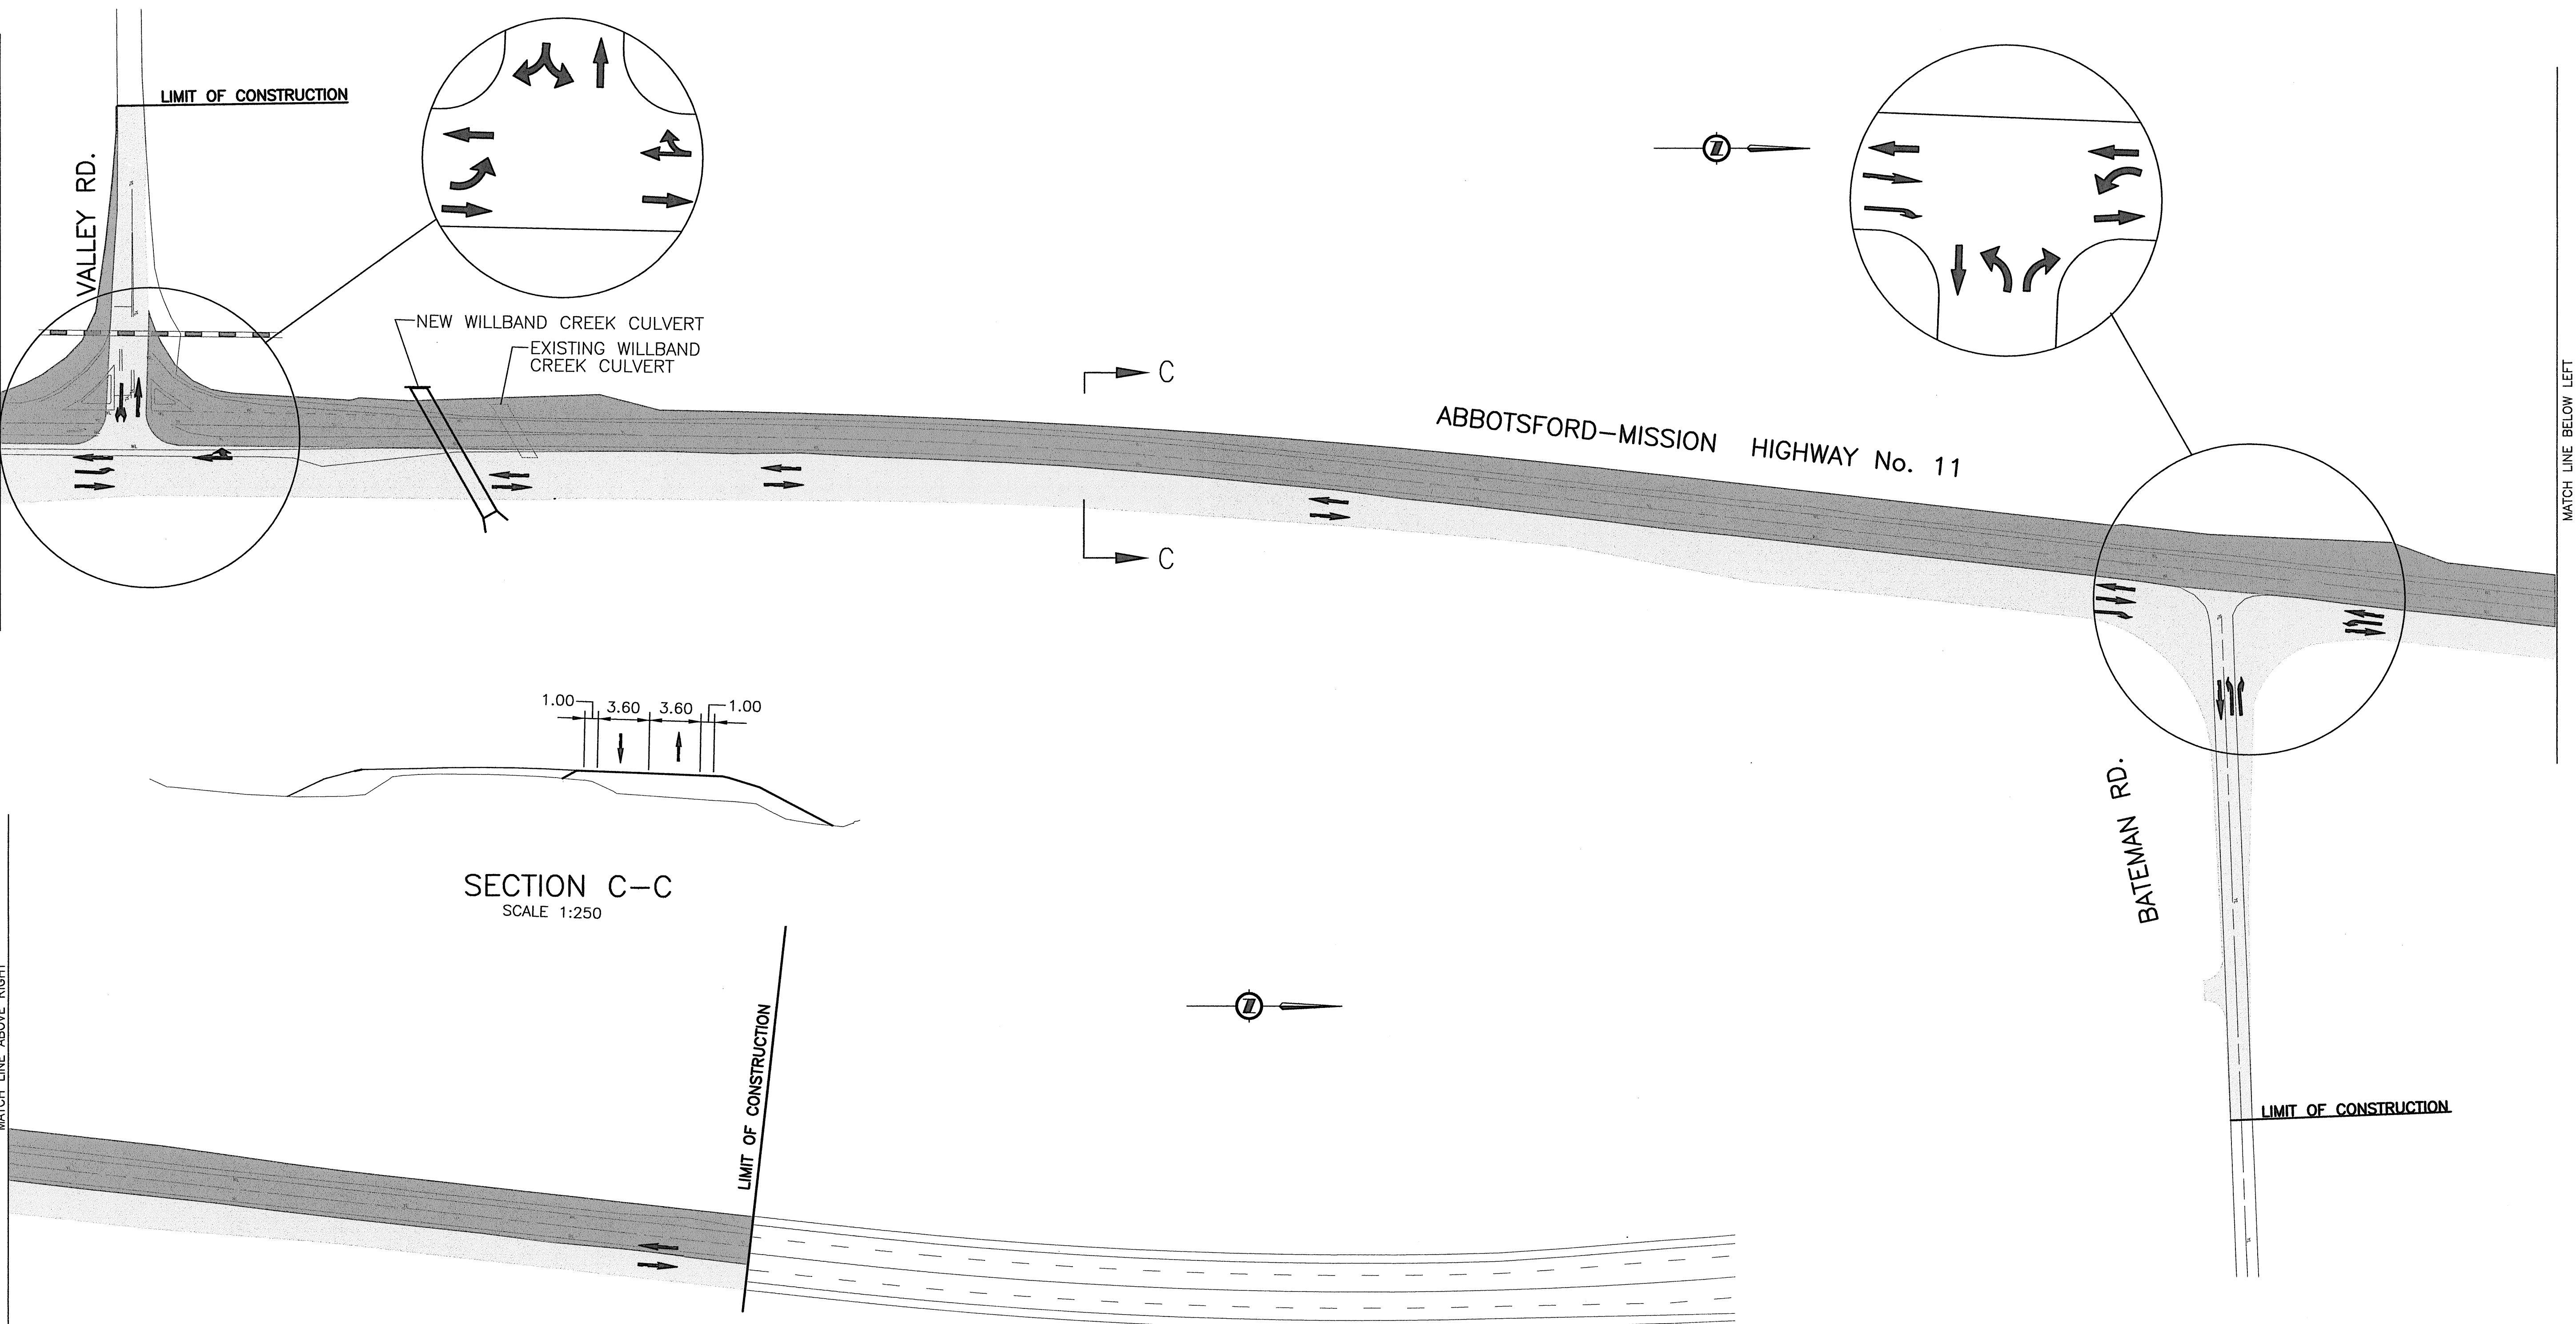 LIMIT OF CONSTRUCTION
VALLEY RD.
NEW WILLBAND CREEK CULVERT
EXISTING WILLBAND
CREEK CULVERT
C
C
ABBOTSFORD-MISSION HIGHWAY No. 11
MATCH LINE BELOW LEFT
1.00
3.60
3.60
1.00
SECTION C-C
SCALE 1:250
BATEMAN RD.
LIMIT OF CONSTRUCTION
MATCH LINE ABOVE RIGHT
LIMIT OF CONSTRUCTION